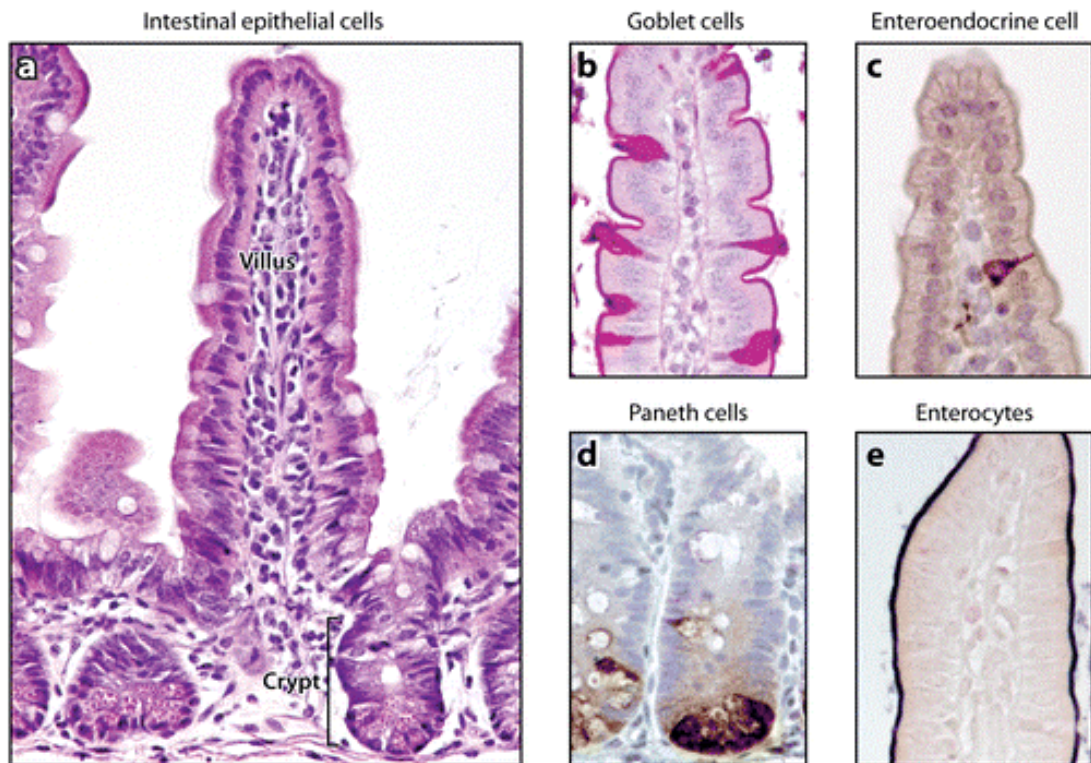 Intestinal epithelial cells
a
Villus
Crypt
Goblet cells
b
Enteroendocrine cell
c
Paneth cells
d
Enterocytes
e